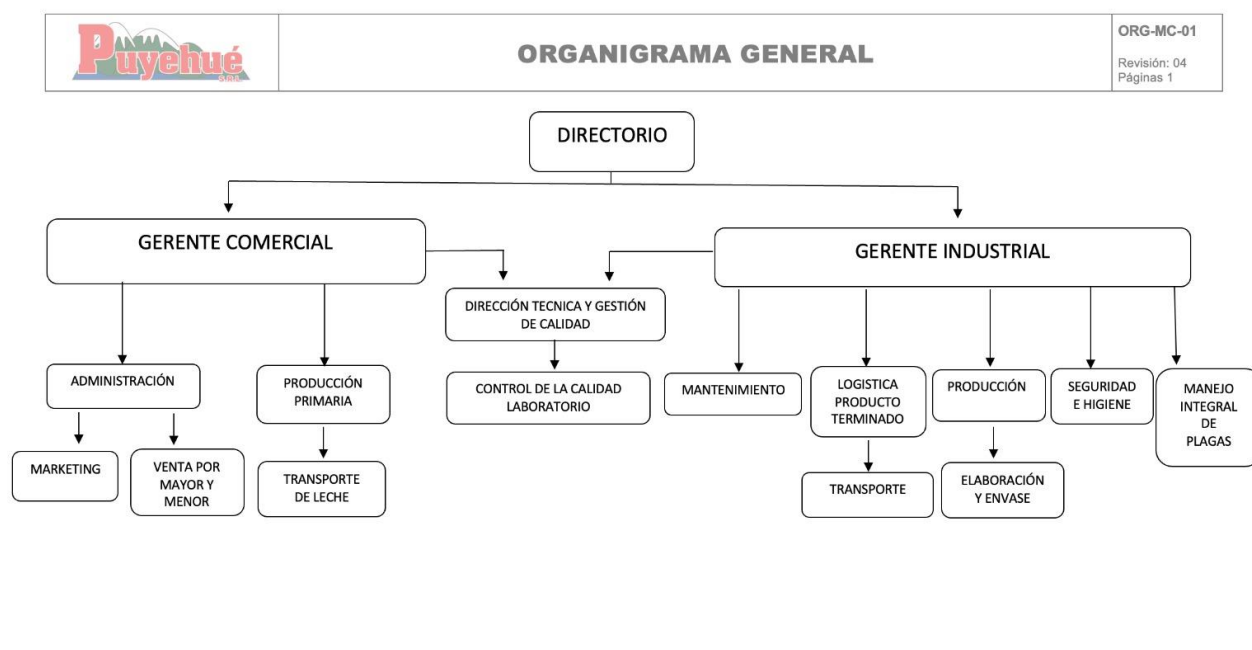 Puyehué
S.R.L.
ORGANIGRAMA GENERAL
ORG-MC-01
Revisión: 04
Páginas 1
DIRECTORIO
GERENTE COMERCIAL
GERENTE INDUSTRIAL
DIRECCIÓN TECNICA Y GESTIÓN
DE CALIDAD
ADMINISTRACIÓN
PRODUCCIÓN
PRIMARIA
CONTROL DE LA CALIDAD
LABORATORIO
MANTENIMIENTO
LOGISTICA
PRODUCTO
TERMINADO
PRODUCCIÓN
SEGURIDAD
E HIGIENE
MANEJO
INTEGRAL
DE
PLAGAS
MARKETING
VENTA POR
MAYOR Y
MENOR
TRANSPORTE
DE LECHE
TRANSPORTE
ELABORACIÓN
Y ENVASE